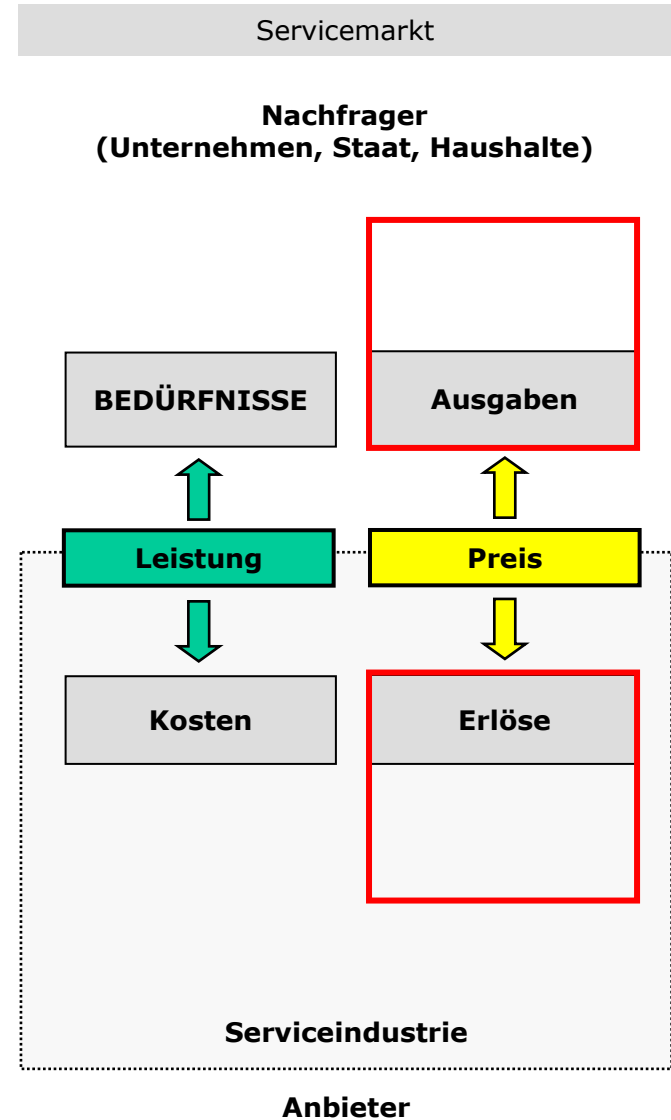 Servicemarkt
Nachfrager
(Unternehmen, Staat, Haushalte)
BEDÜRFNISSE
Ausgaben
Leistung
Preis
Kosten
Erlöse
Serviceindustrie
Anbieter